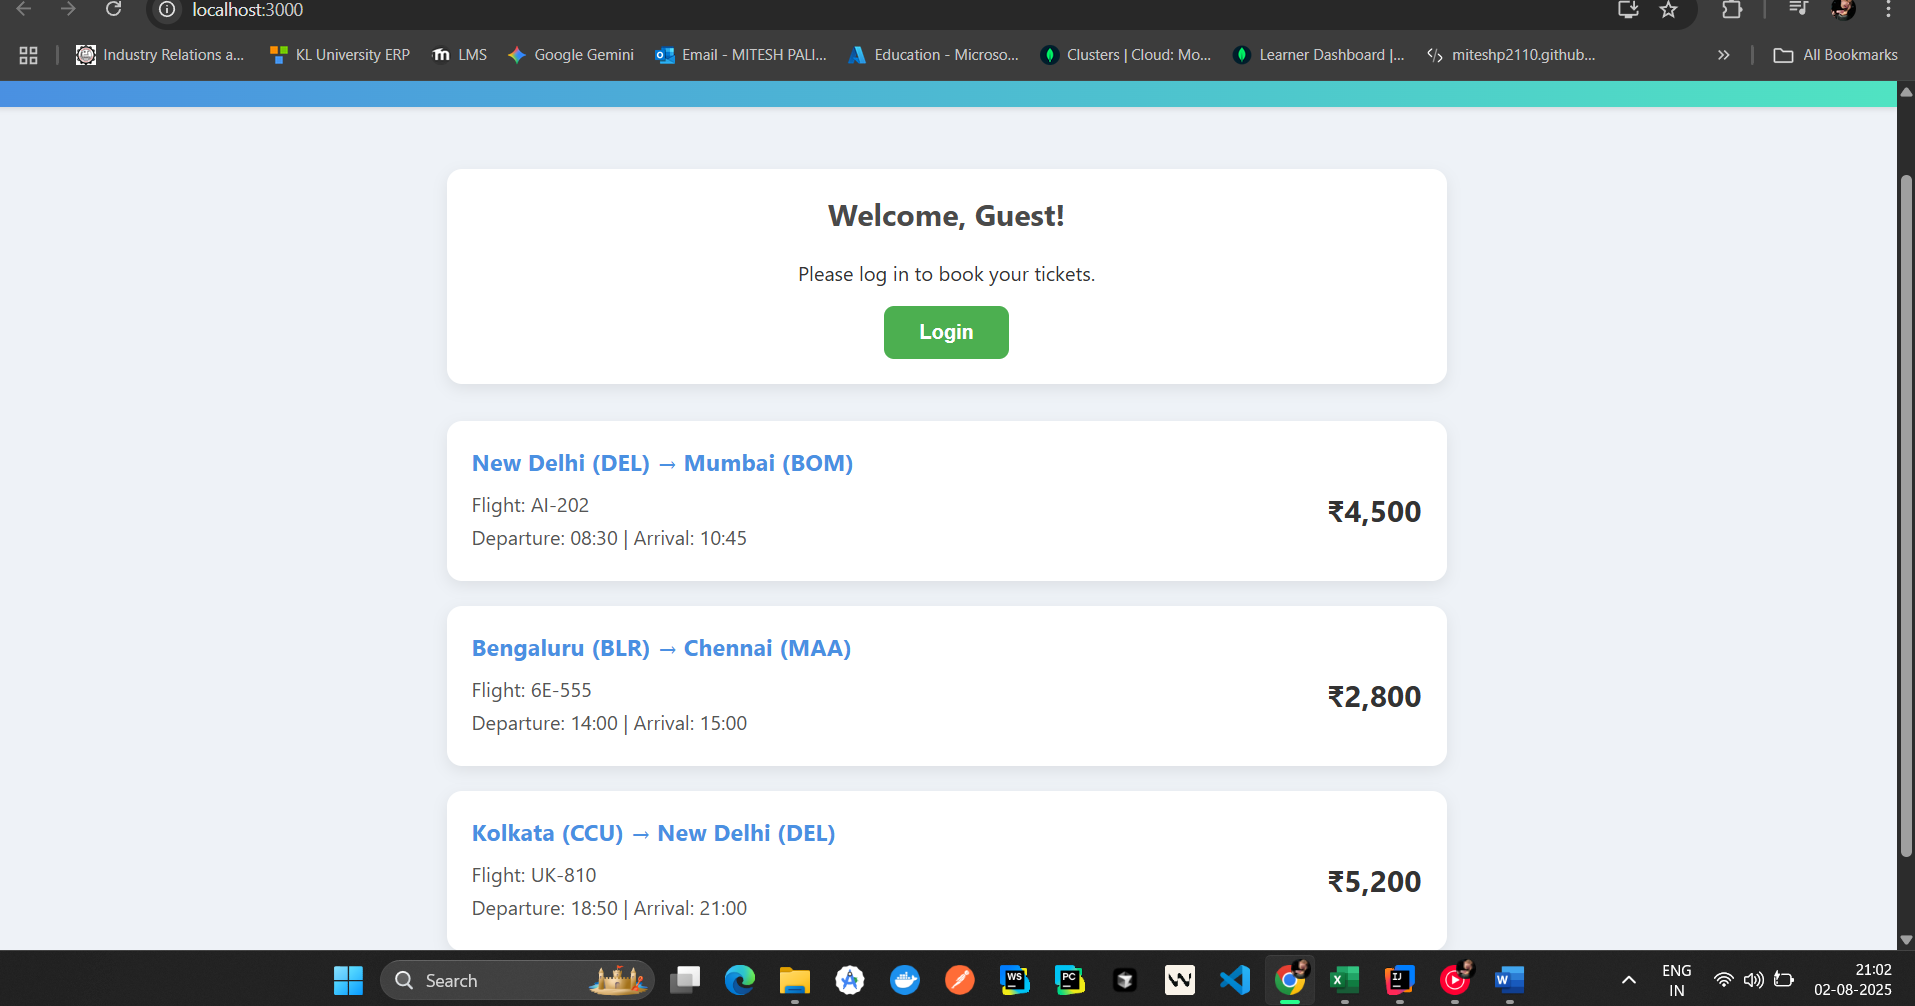 localhost:3000
Industry Relations a...
KL University ERP
LMS
Google Gemini
Email - MITESH PALI...
Education - Microso...
Clusters | Cloud: Mo...
Learner Dashboard |...
miteshp2110.github...
All Bookmarks
Welcome, Guest!
Please log in to book your tickets.
Login
New Delhi (DEL) → Mumbai (BOM)
Flight: AI-202
Departure: 08:30 | Arrival: 10:45
₹4,500
Bengaluru (BLR) → Chennai (MAA)
Flight: 6E-555
Departure: 14:00 | Arrival: 15:00
₹2,800
Kolkata (CCU) → New Delhi (DEL)
Flight: UK-810
Departure: 18:50 | Arrival: 21:00
₹5,200
Search
WS
PC
IJ
ENG
IN
21:02
02-08-2025